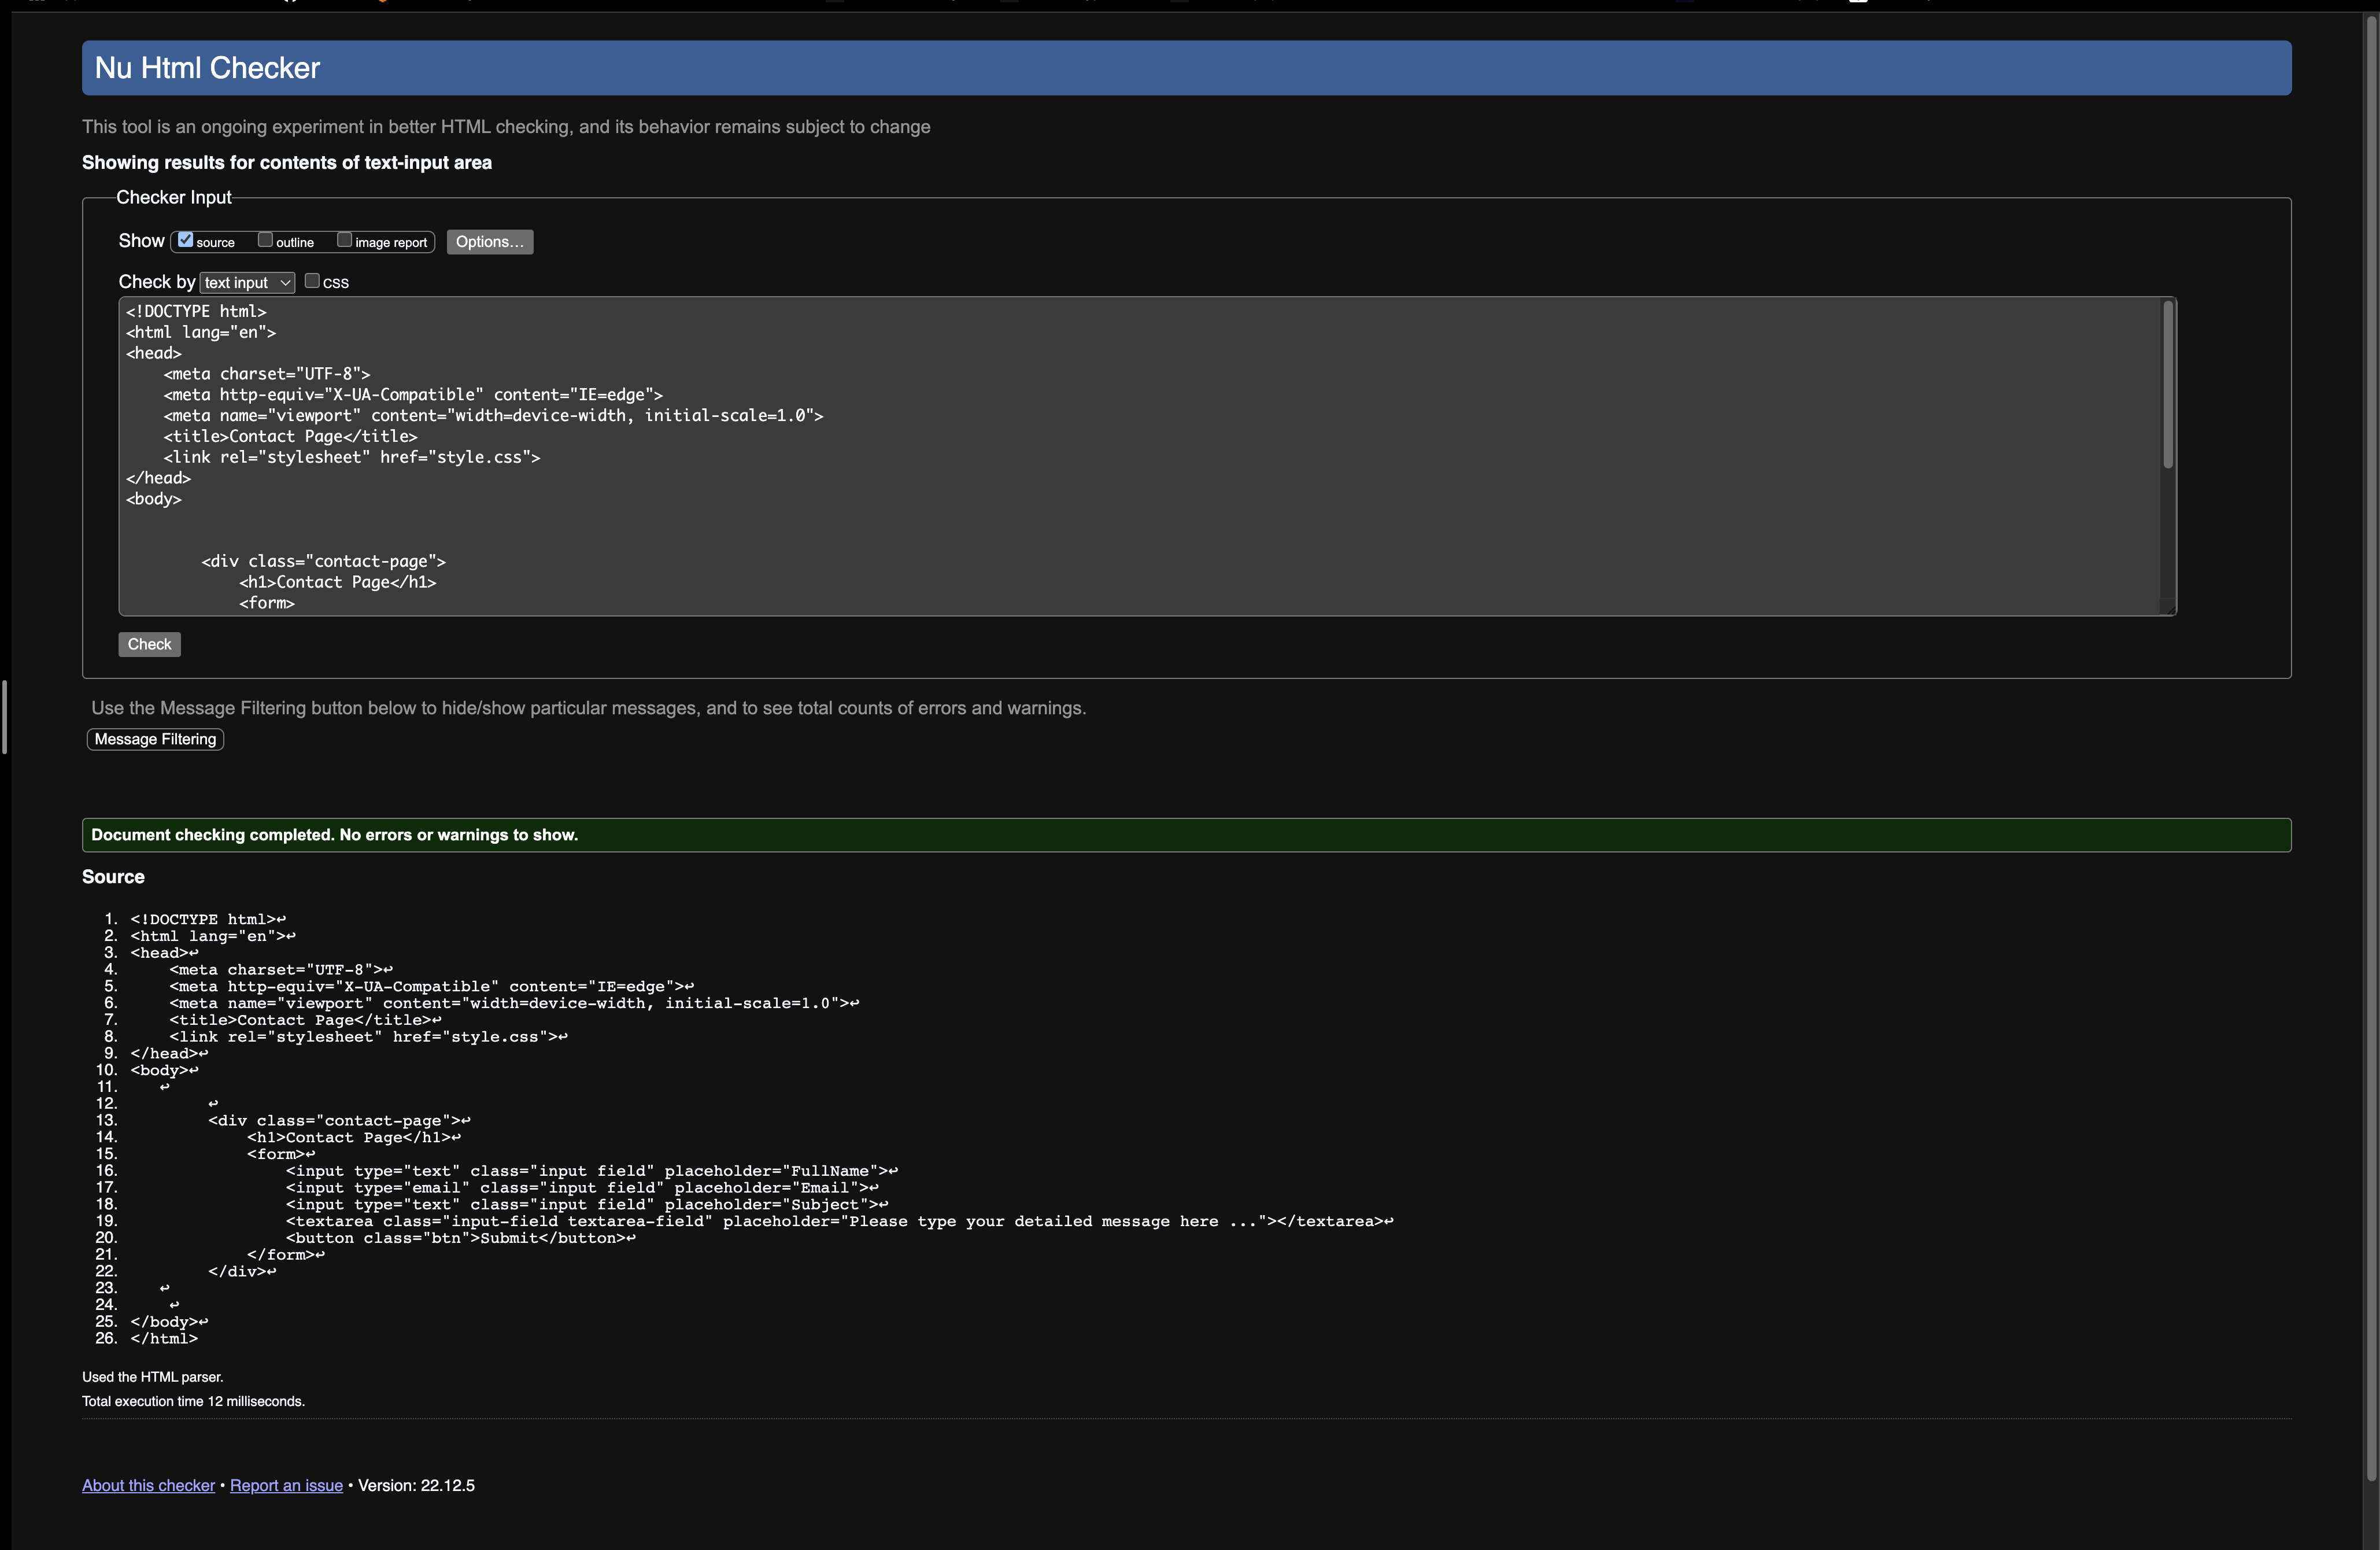 Nu Html Checker
This tool is an ongoing experiment in better HTML checking, and its behavior remains subject to change
Showing results for contents of text-input area
Checker Input
Show source outline image report Options...
Check by text input CSS
<!DOCTYPE html>
<html lang="en">
<head>
    <meta charset="UTF-8">
    <meta http-equiv="X-UA-Compatible" content="IE=edge">
    <meta name="viewport" content="width=device-width, initial-scale=1.0">
    <title>Contact Page</title>
    <link rel="stylesheet" href="style.css">
</head>
<body>
        <div class="contact-page">
            <h1>Contact Page</h1>
            <form>
Check
Use the Message Filtering button below to hide/show particular messages, and to see total counts of errors and warnings.
Message Filtering
Document checking completed. No errors or warnings to show.
Source
1. <!DOCTYPE html>↩
2. <html lang="en">↩
3. <head>↩
4.     <meta charset="UTF-8">↩
5.     <meta http-equiv="X-UA-Compatible" content="IE=edge">↩
6.     <meta name="viewport" content="width=device-width, initial-scale=1.0">↩
7.     <title>Contact Page</title>↩
8.     <link rel="stylesheet" href="style.css">↩
9. </head>↩
10. <body>↩
11.    ↩
12.         ↩
13.         <div class="contact-page">↩
14.             <h1>Contact Page</h1>↩
15.             <form>↩
16.                 <input type="text" class="input field" placeholder="FullName">↩
17.                 <input type="email" class="input field" placeholder="Email">↩
18.                 <input type="text" class="input field" placeholder="Subject">↩
19.                 <textarea class="input-field textarea-field" placeholder="Please type your detailed message here ..."></textarea>↩
20.                 <button class="btn">Submit</button>↩
21.             </form>↩
22.         </div>↩
23.    ↩
24.     ↩
25. </body>↩
26. </html>
Used the HTML parser.
Total execution time 12 milliseconds.
About this checker • Report an issue • Version: 22.12.5